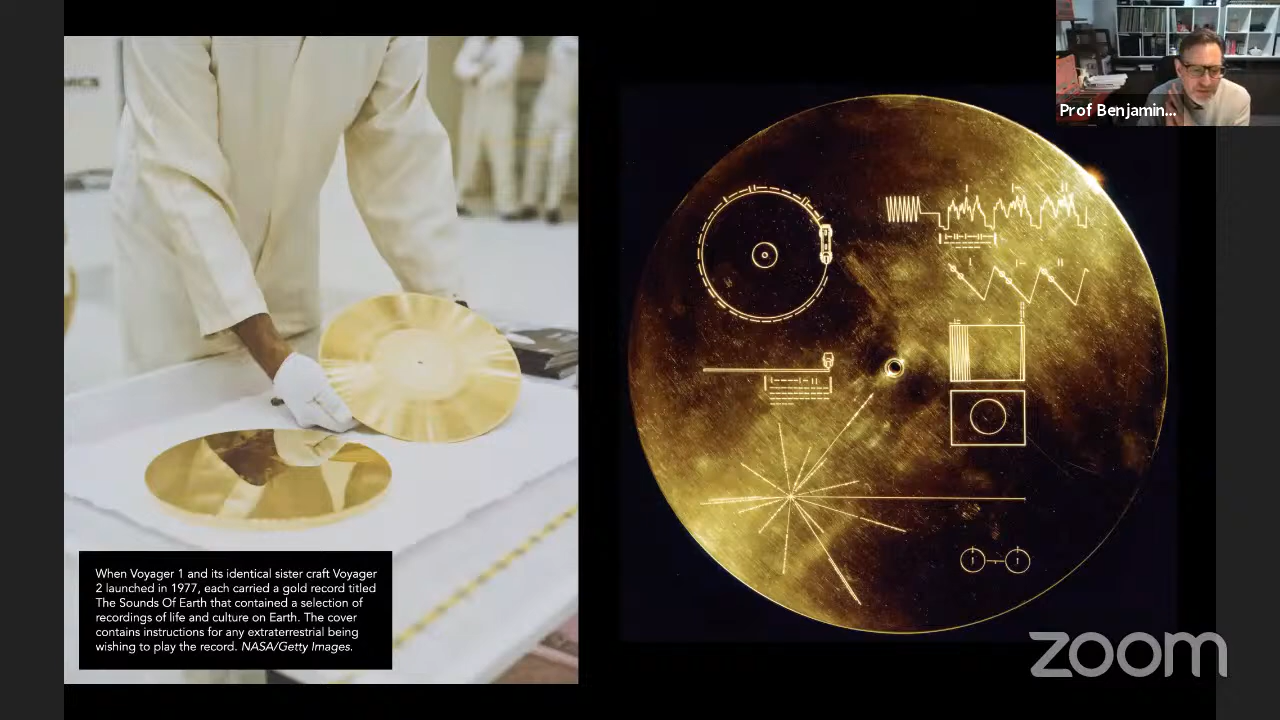 OMICS
Prof Benjamin...
When Voyager 1 and its identical sister craft Voyager
2 launched in 1977, each carried a gold record titled
The Sounds Of Earth that contained a selection of
recordings of life and culture on Earth. The cover
contains instructions for any extraterrestrial being
wishing to play the record. NASA/Getty Images.
zoom